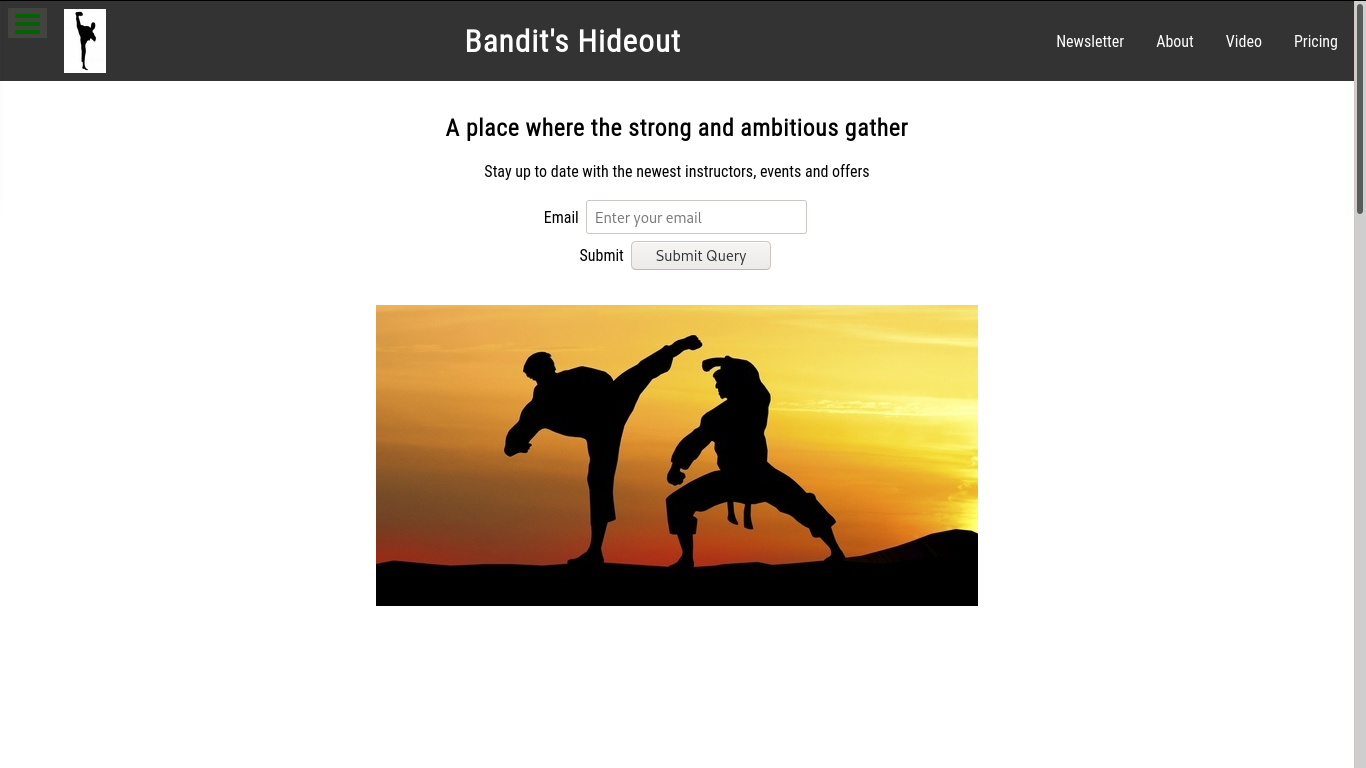 Bandit's Hideout
Newsletter
About
Video
Pricing
A place where the strong and ambitious gather
Stay up to date with the newest instructors, events and offers
Email
Enter your email
Submit
Submit Query